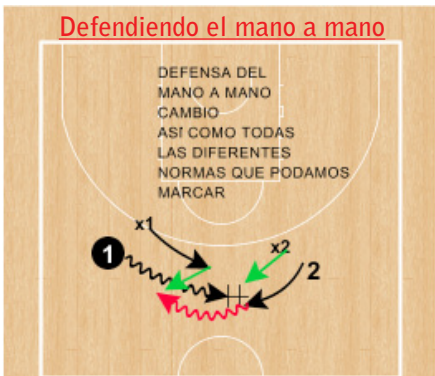 Defendiendo el mano a mano
DEFENSA DEL
MANO A MANO
CAMBIO
ASÍ COMO TODAS
LAS DIFERENTES
NORMAS QUE PODAMOS
MARCAR
x1
x2
1
2